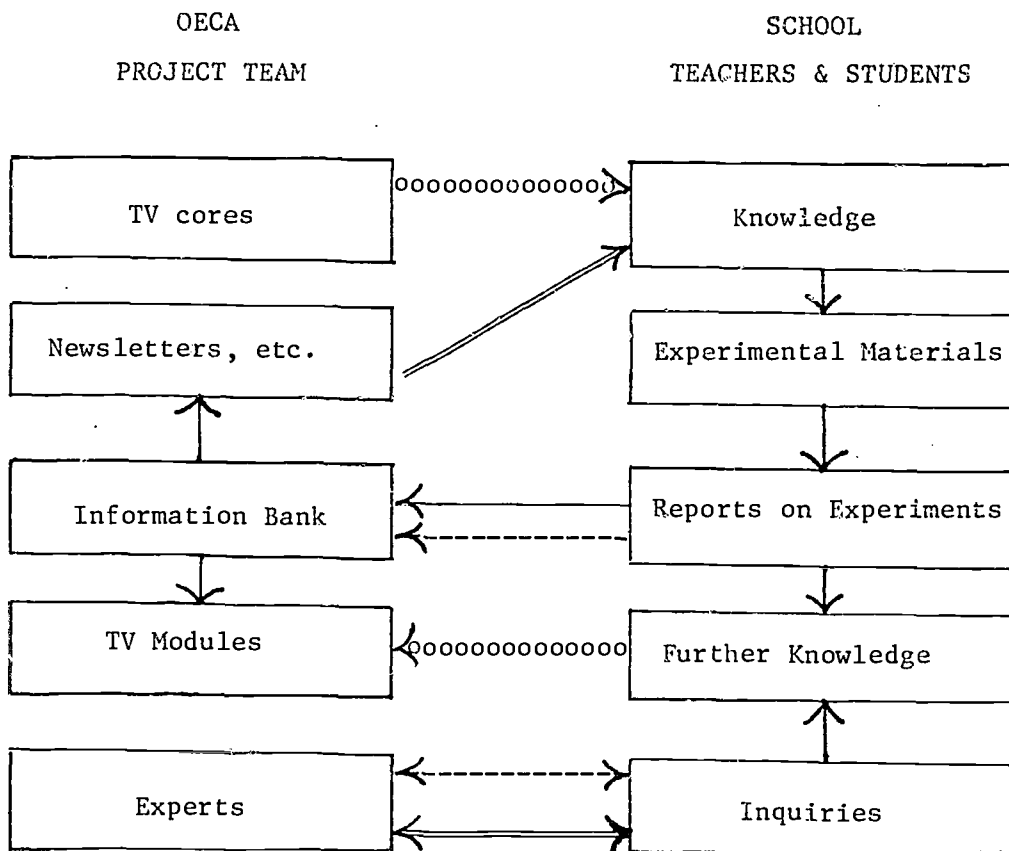 OECA
PROJECT TEAM
SCHOOL
TEACHERS & STUDENTS
TV cores
Knowledge
Newsletters, etc.
Experimental Materials
Information Bank
Reports on Experiments
TV Modules
Further Knowledge
Experts
Inquiries